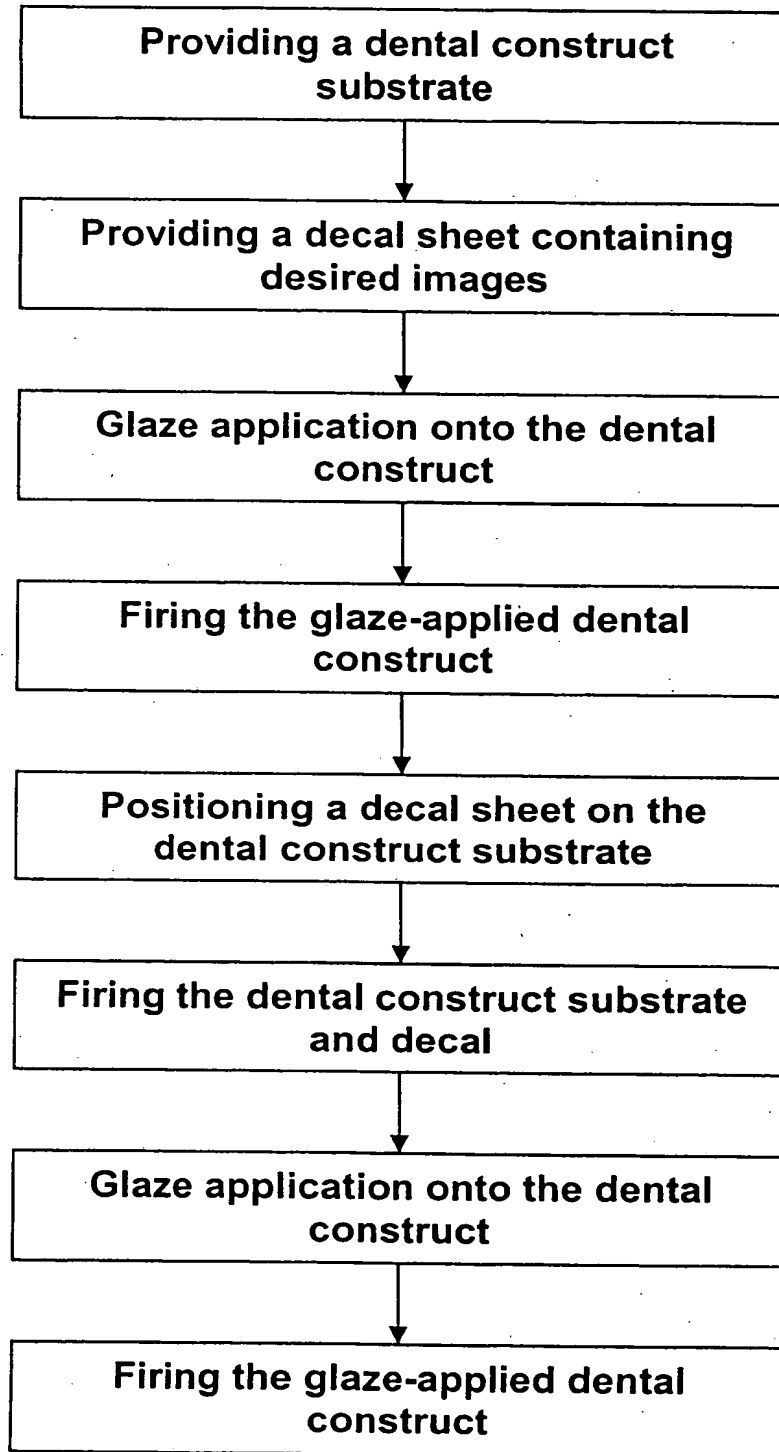 Providing a dental construct
substrate
Providing a decal sheet containing
desired images
Glaze application onto the dental
construct
Firing the glaze-applied dental
construct
Positioning a decal sheet on the
dental construct substrate
Firing the dental construct substrate
and decal
Glaze application onto the dental
construct
Firing the glaze-applied dental
construct